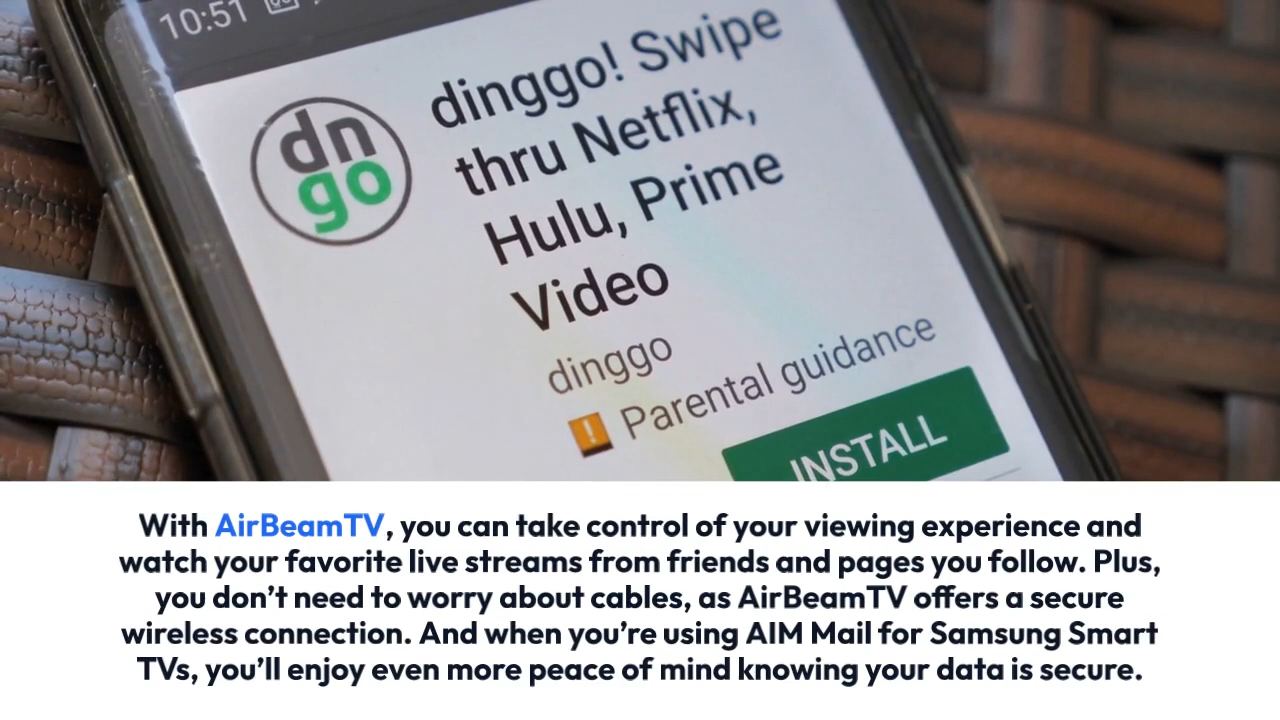 10:51
dn
go
dinggo! Swipe
thru Netflix,
Hulu, Prime
Video
dinggo
Parental guidance
INSTALL
With AirBeamTV, you can take control of your viewing experience and
watch your favorite live streams from friends and pages you follow. Plus,
you don’t need to worry about cables, as AirBeamTV offers a secure
wireless connection. And when you’re using AIM Mail for Samsung Smart
TVs, you’ll enjoy even more peace of mind knowing your data is secure.